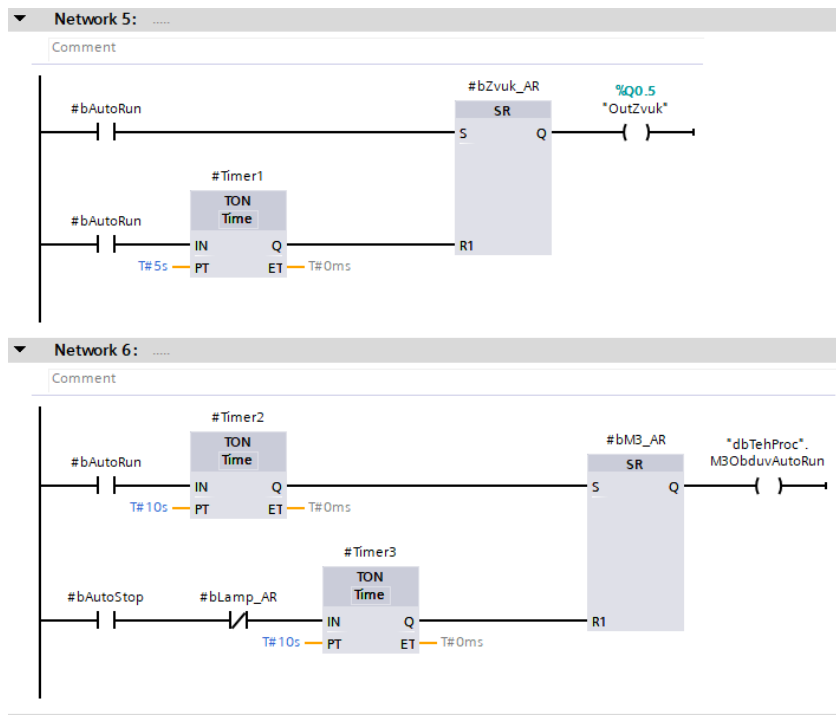 Network 5: .....
Comment
#bZvuk_AR
%Q0.5
#bAutoRun
SR
"OutZvuk"
S
Q
#Timer1
TON
#bAutoRun
Time
IN
Q
R1
T#5s
PT
ET
T#0ms
Network 6: .....
Comment
#Timer2
TON
#bM3_AR
"dbTehProc".
#bAutoRun
Time
SR
M3ObduvAutoRun
IN
Q
S
Q
T#10s
PT
ET
T#0ms
#Timer3
TON
#bAutoStop
#bLamp_AR
Time
IN
Q
R1
T#10s
PT
ET
T#0ms